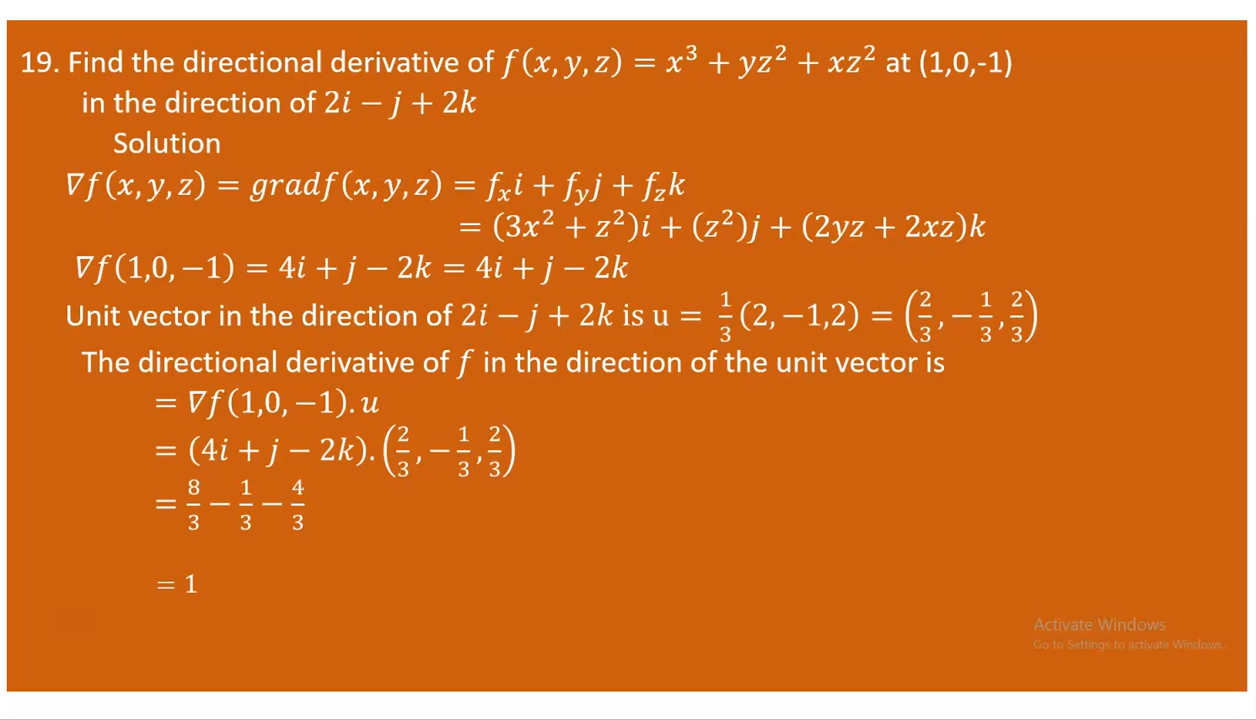 19. Find the directional derivative of f(x, y, z) = x³ + yz² + xz² at (1,0,-1)
in the direction of 2i − j + 2k
Solution
∇f(x, y, z) = gradf(x, y, z) = fₓi + f_yj + f_zk
= (3x² + z²)i + (z²)j + (2yz + 2xz)k
∇f(1,0, −1) = 4i + j − 2k = 4i + j − 2k
Unit vector in the direction of 2i − j + 2k is u = 1/3 (2, −1,2) = (2/3, −1/3, 2/3)
The directional derivative of f in the direction of the unit vector is
= ∇f(1,0, −1). u
= (4i + j − 2k). (2/3, −1/3, 2/3)
= 8/3 − 1/3 − 4/3
= 1
Activate Windows
Go to Settings to activate Windows.